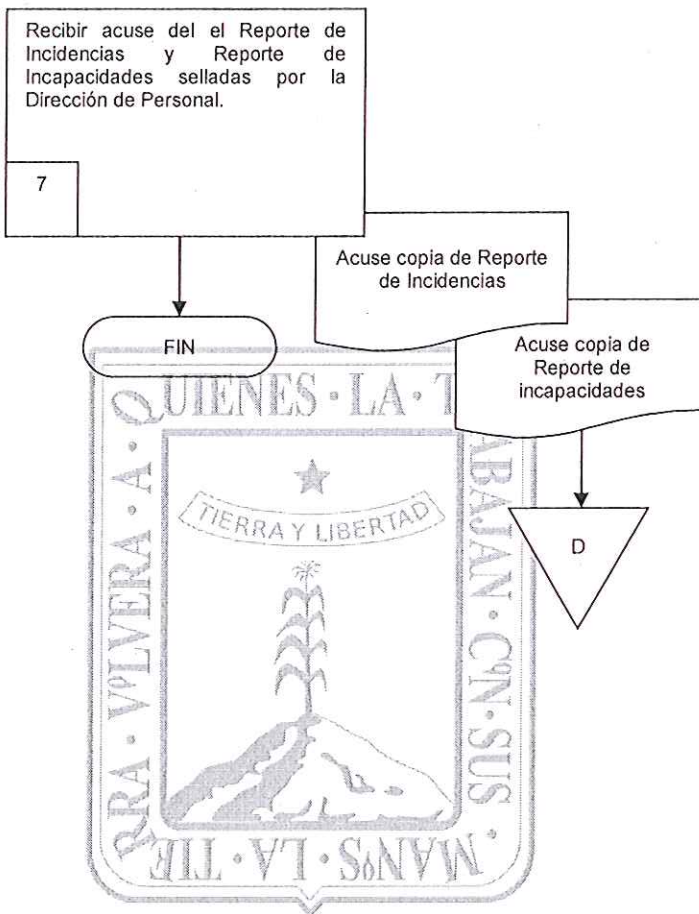 Recibir acuse del el Reporte de
Incidencias y Reporte de
Incapacidades selladas por la
Dirección de Personal.
7
Acuse copia de Reporte
de Incidencias
FIN
Acuse copia de
Reporte de
incapacidades
D
TIERRA Y LIBERTAD
RRA · VºLVERA · A · QUIENES · LA · T
ABAJAN · CºN · SUS · MANºS · LA · TIE